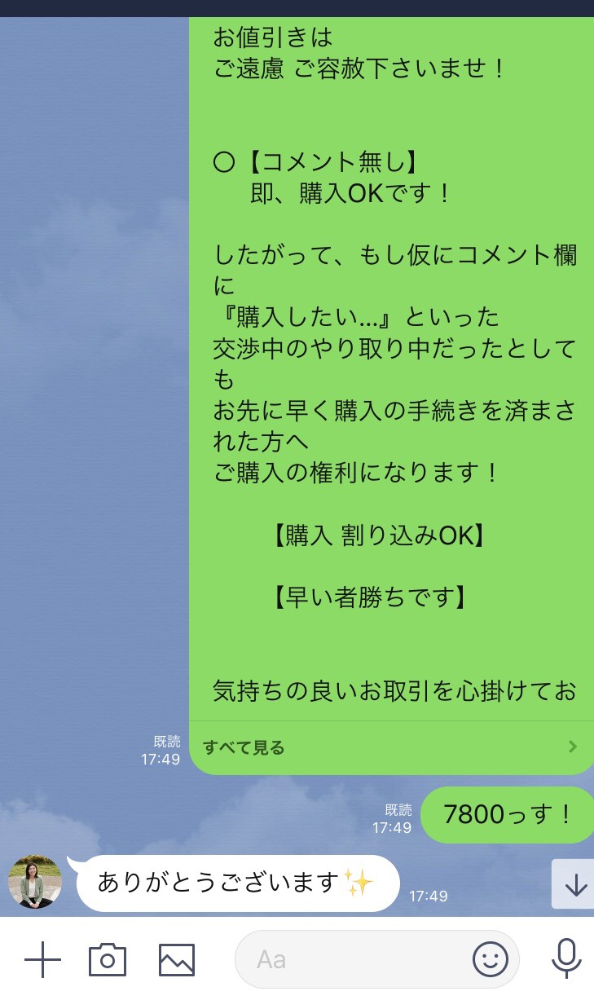 お値引きは
ご遠慮 ご容赦下さいませ！
〇【コメント無し】
即、購入OKです！
したがって、もし仮にコメント欄
に
『購入したい...』といった
交渉中のやり取り中だったとして
も
お先に早く購入の手続きを済まさ
れた方へ
ご購入の権利になります！
【購入 割り込みOK】
【早い者勝ちです】
気持ちの良いお取引を心掛けてお
すべて見る
既読
17:49
7800っす！
既読
17:49
ありがとうございます✨
17:49
Aa